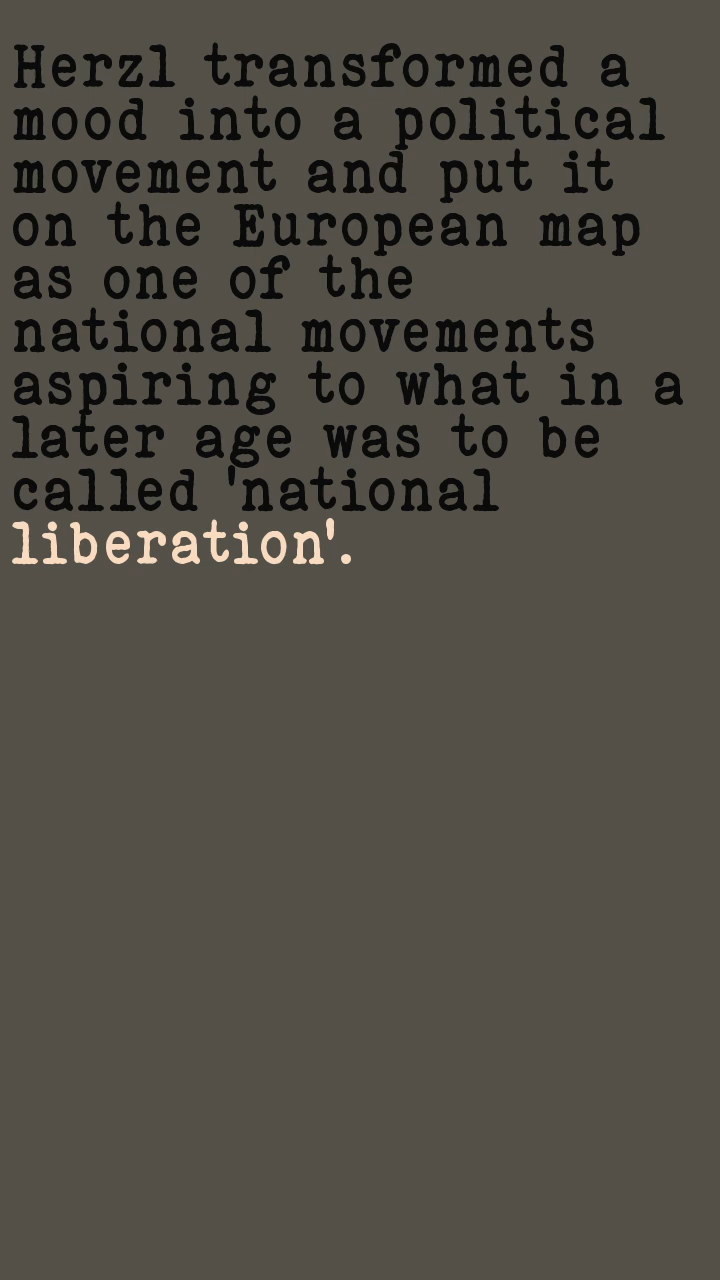 Herzl transformed a
mood into a political
movement and put it
on the European map
as one of the
national movements
aspiring to what in a
later age was to be
called 'national
liberation'.